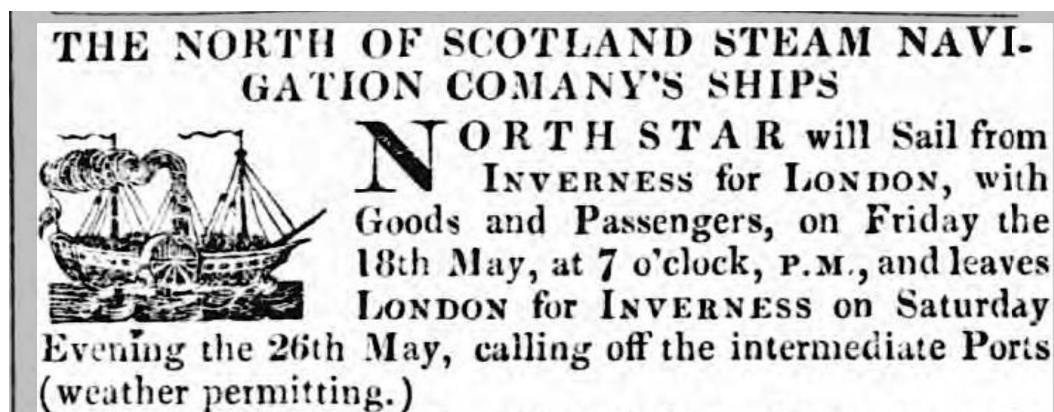 THE NORTH OF SCOTLAND STEAM NAVI-
GATION COMANY'S SHIPS
NORTH STAR will Sail from
INVERNESS for LONDON, with
Goods and Passengers, on Friday the
18th May, at 7 o'clock, P.M., and leaves
LONDON for INVERNESS on Saturday
Evening the 26th May, calling off the intermediate Ports
(weather permitting.)